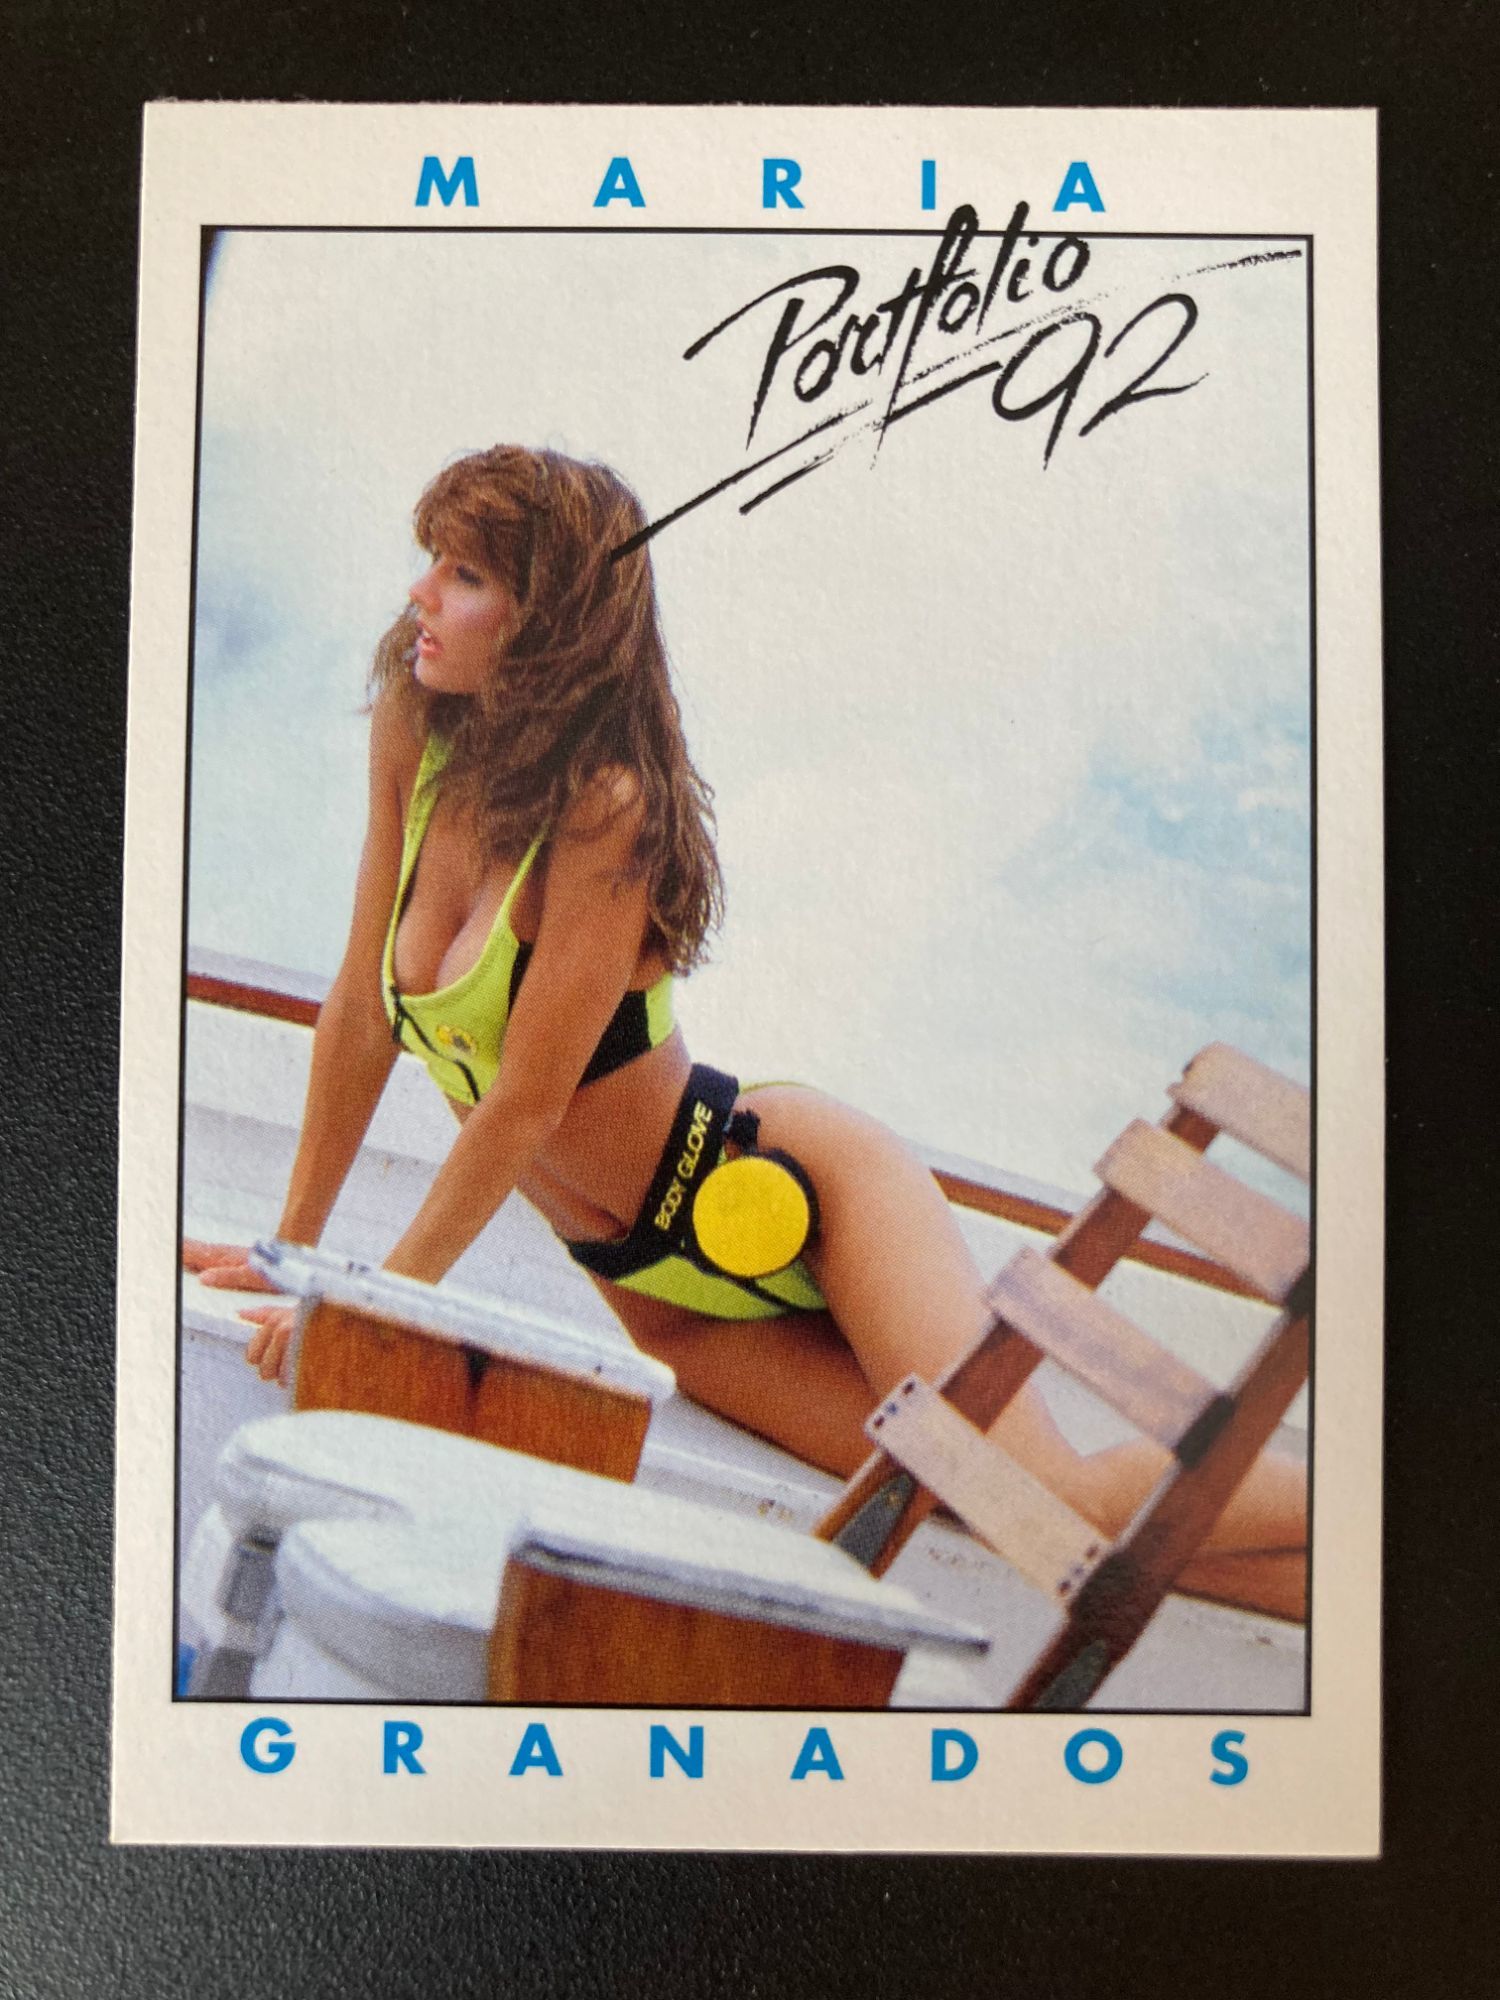 MARIA
Portfolio
92
BODY GLOVE
GRANADOS